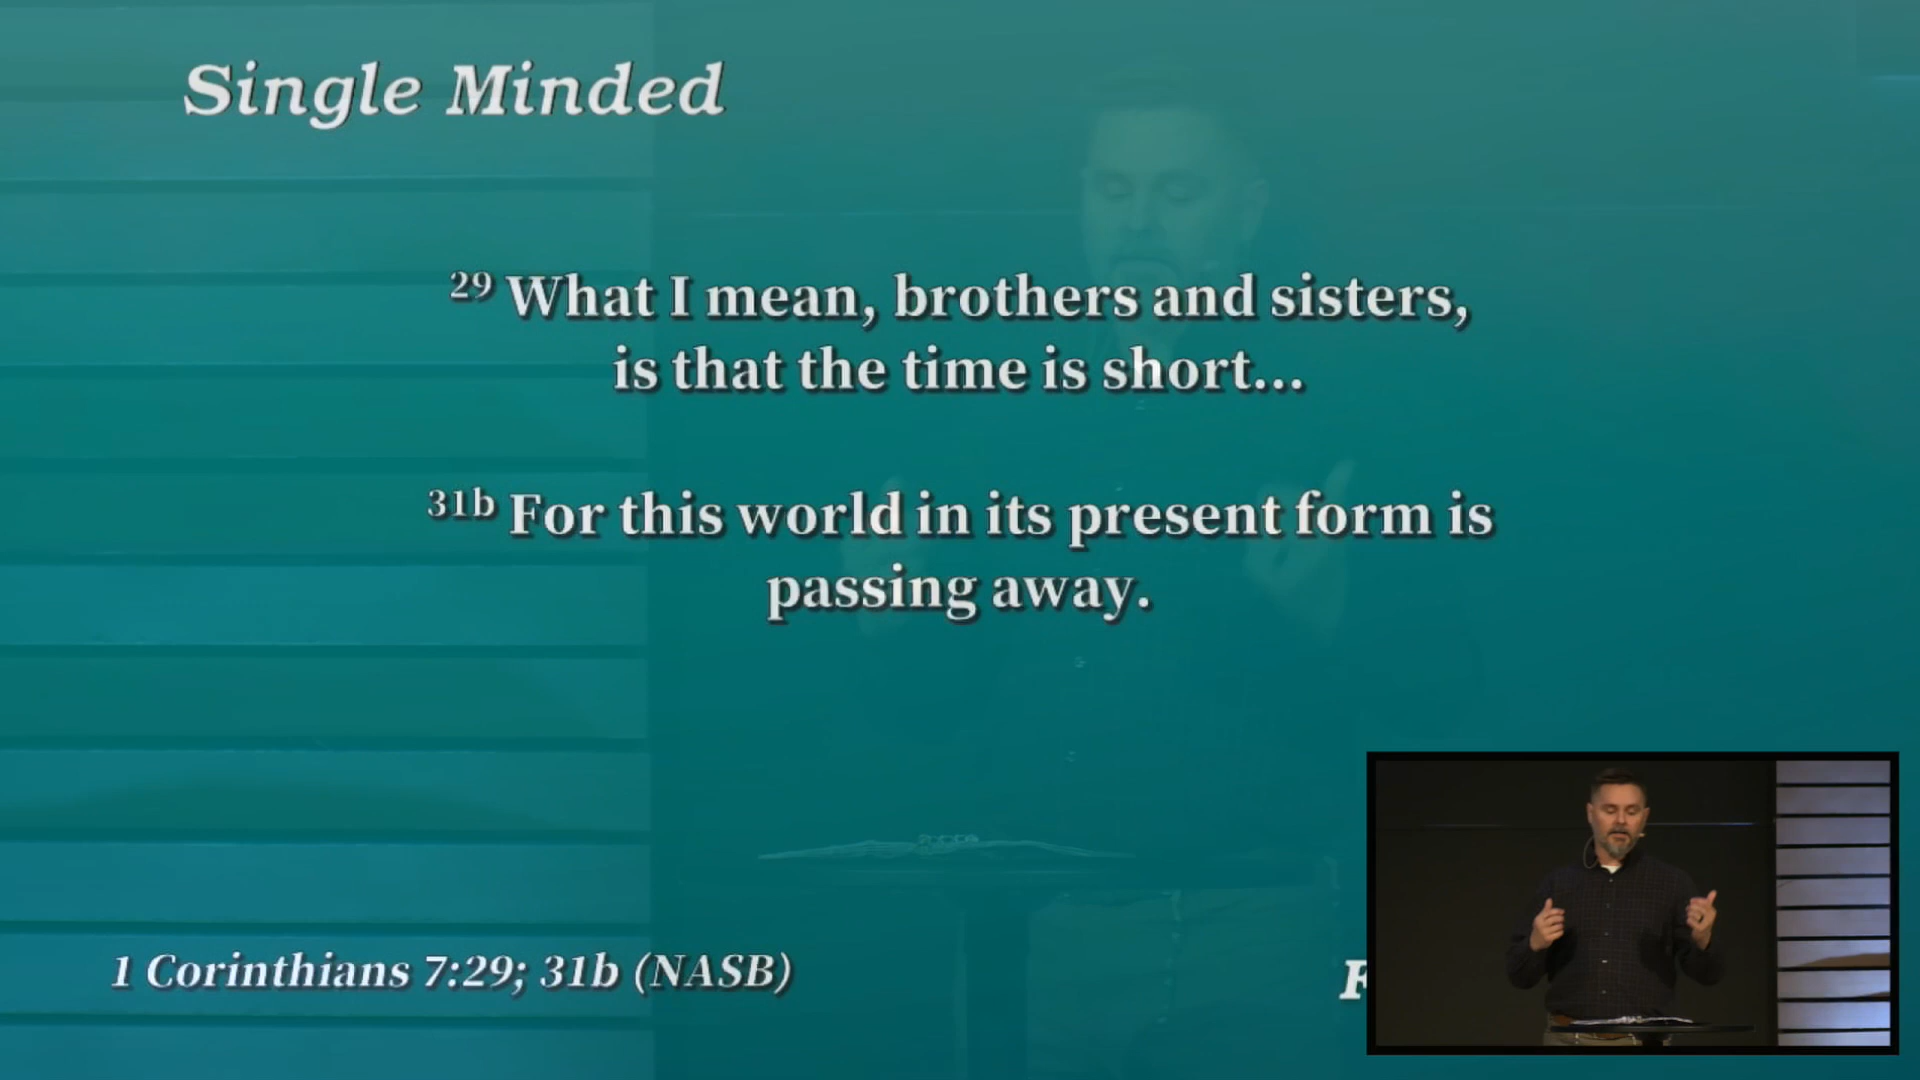 Single Minded
29 What I mean, brothers and sisters,
is that the time is short...
31b For this world in its present form is
passing away.
1 Corinthians 7:29; 31b (NASB)